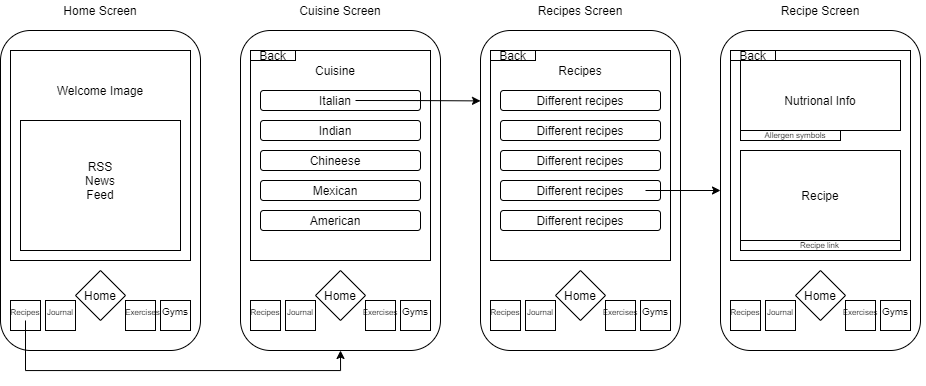 Home Screen
Cuisine Screen
Recipes Screen
Recipe Screen
Welcome Image
RSS
News
Feed
Home
Recipes
Journal
Exercises
Gyms
Back
Cuisine
Italian
Indian
Chineese
Mexican
American
Home
Recipes
Journal
Exercises
Gyms
Back
Recipes
Different recipes
Different recipes
Different recipes
Different recipes
Different recipes
Home
Recipes
Journal
Exercises
Gyms
Back
Nutrional Info
Allergen symbols
Recipe
Recipe link
Home
Recipes
Journal
Exercises
Gyms